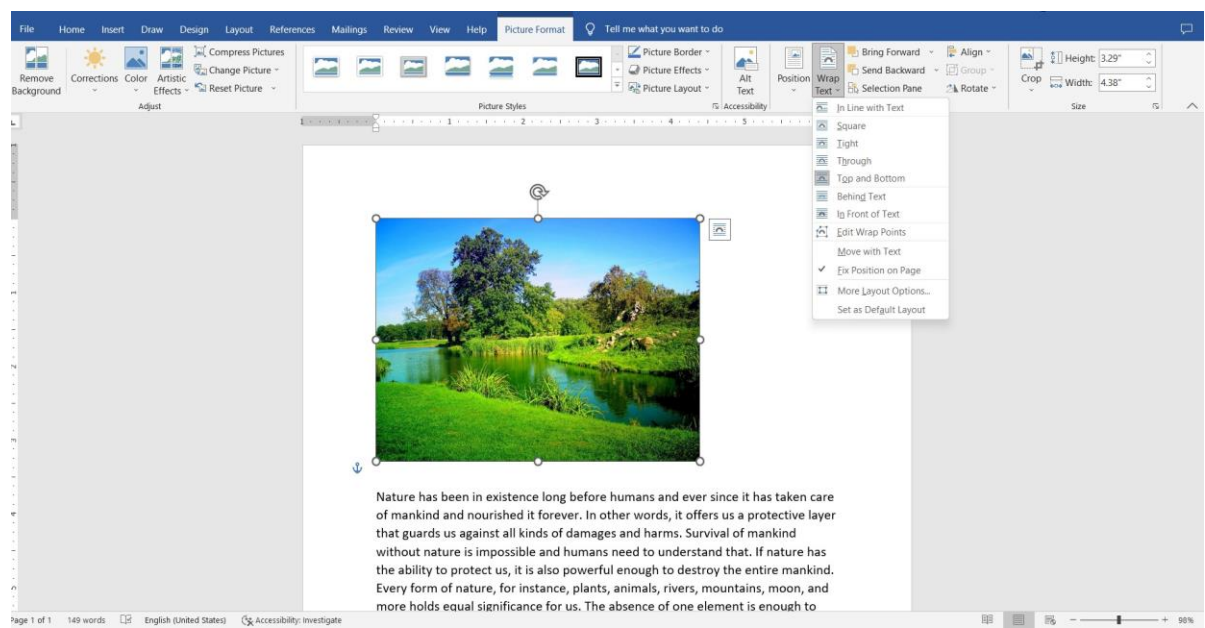 File Home Insert Draw Design Layout References Mailings Review View Help Picture Format Tell me what you want to do
Remove Background
Corrections
Color
Artistic Effects
Compress Pictures
Change Picture
Reset Picture
Adjust
Picture Styles
Picture Border
Picture Effects
Picture Layout
Alt Text
Accessibility
Position
Wrap Text
Bring Forward
Send Backward
Selection Pane
Align
Group
Rotate
Crop
Height: 3.29"
Width: 4.38"
Size
In Line with Text
Square
Tight
Through
Top and Bottom
Behind Text
In Front of Text
Edit Wrap Points
Move with Text
Fix Position on Page
More Layout Options...
Set as Default Layout
1 1 2 3 4 5
Nature has been in existence long before humans and ever since it has taken care
of mankind and nourished it forever. In other words, it offers us a protective layer
that guards us against all kinds of damages and harms. Survival of mankind
without nature is impossible and humans need to understand that. If nature has
the ability to protect us, it is also powerful enough to destroy the entire mankind.
Every form of nature, for instance, plants, animals, rivers, mountains, moon, and
more holds equal significance for us. The absence of one element is enough to
Page 1 of 1 149 words English (United States) Accessibility: Investigate 98%